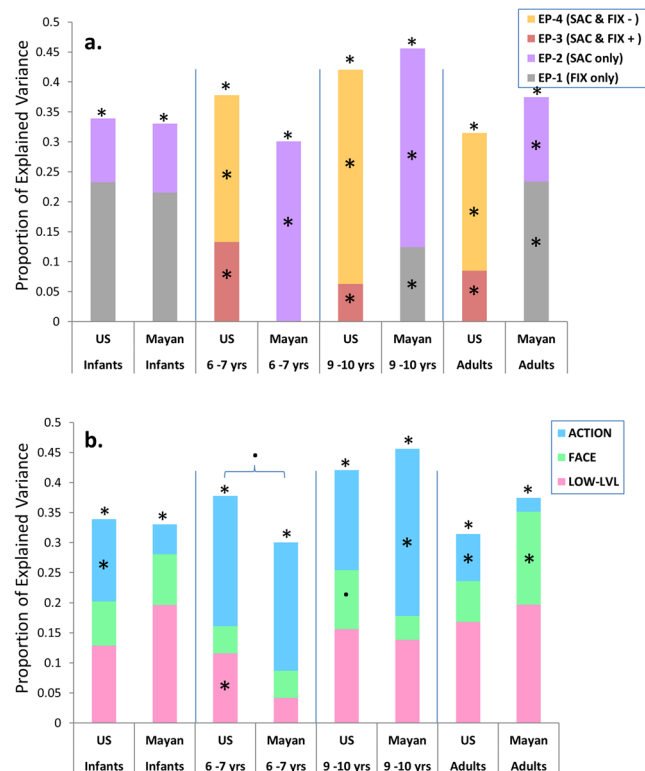 a.
EP-4 (SAC & FIX - )
EP-3 (SAC & FIX + )
EP-2 (SAC only)
EP-1 (FIX only)
Proportion of Explained Variance
0.5
0.45
0.4
0.35
0.3
0.25
0.2
0.15
0.1
0.05
0
* * * * * * * *
* * * * * * * * * *
US Mayan US Mayan US Mayan US Mayan
Infants Infants 6 -7 yrs 6 -7 yrs 9 -10 yrs 9 -10 yrs Adults Adults
b.
ACTION
FACE
LOW-LVL
Proportion of Explained Variance
0.5
0.45
0.4
0.35
0.3
0.25
0.2
0.15
0.1
0.05
0
* * * * * * * *
* * * * *
US Mayan US Mayan US Mayan US Mayan
Infants Infants 6 -7 yrs 6 -7 yrs 9 -10 yrs 9 -10 yrs Adults Adults